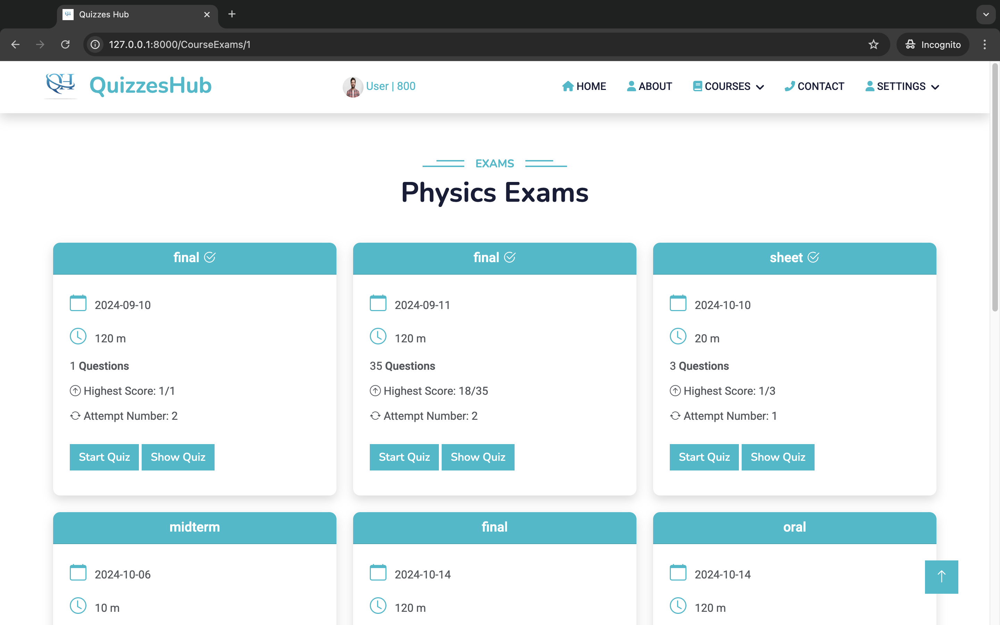 Quizzes Hub
127.0.0.1:8000/CourseExams/1
Incognito
QH QuizzesHub
User | 800
HOME ABOUT COURSES CONTACT SETTINGS
EXAMS
Physics Exams
final
2024-09-10
120 m
1 Questions
Highest Score: 1/1
Attempt Number: 2
Start Quiz Show Quiz
final
2024-09-11
120 m
35 Questions
Highest Score: 18/35
Attempt Number: 2
Start Quiz Show Quiz
sheet
2024-10-10
20 m
3 Questions
Highest Score: 1/3
Attempt Number: 1
Start Quiz Show Quiz
midterm
2024-10-06
10 m
final
2024-10-14
120 m
oral
2024-10-14
120 m